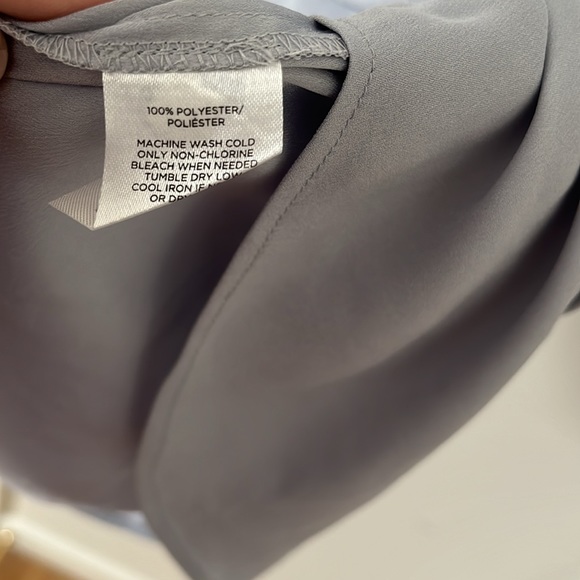 100% POLYESTER/
POLIÉSTER
MACHINE WASH COLD
ONLY NON-CHLORINE
BLEACH WHEN NEEDED
TUMBLE DRY LOW
COOL IRON IF
OR